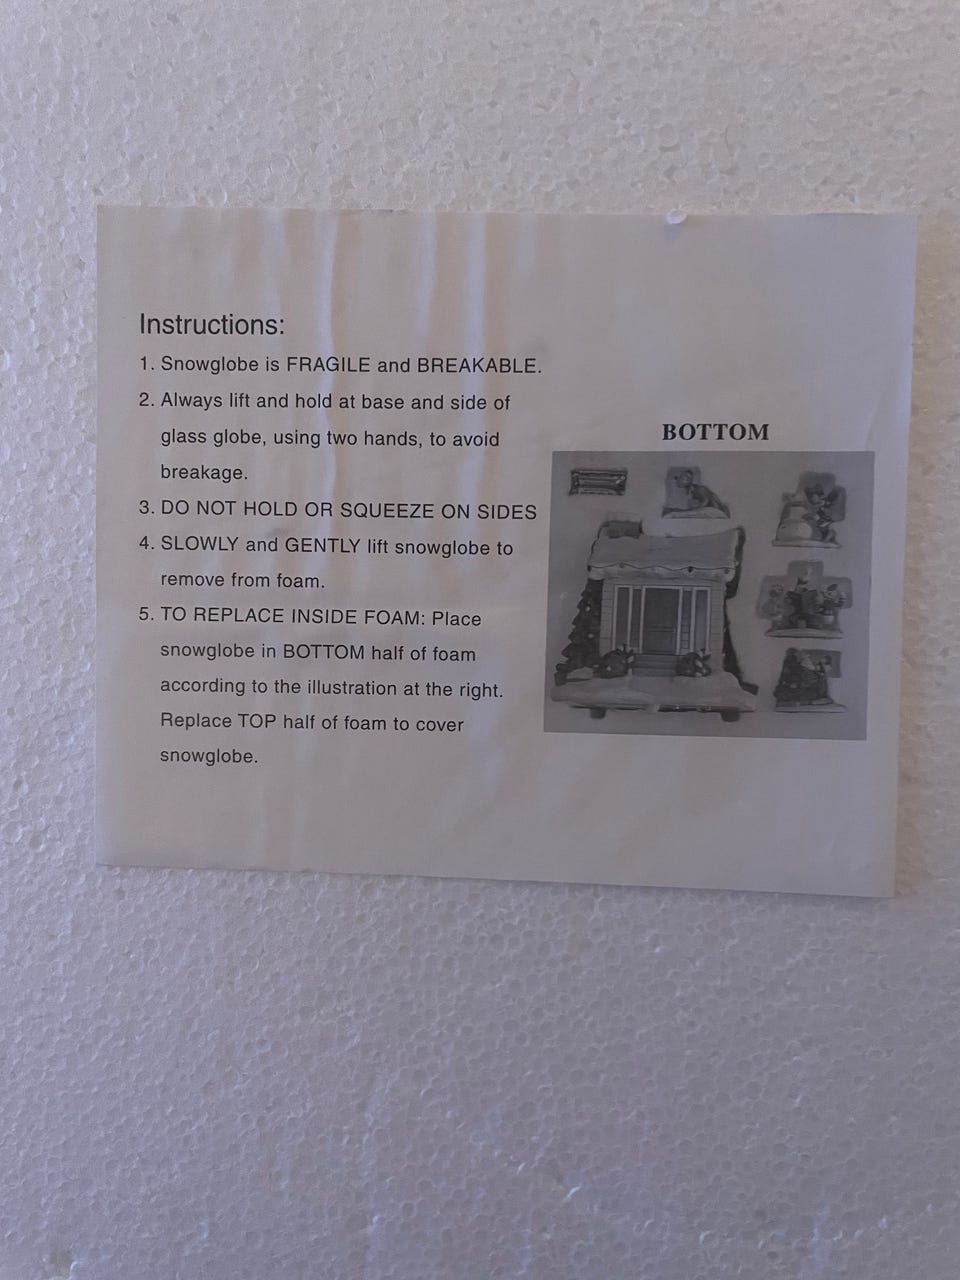 Instructions:
1. Snowglobe is FRAGILE and BREAKABLE.
2. Always lift and hold at base and side of
glass globe, using two hands, to avoid
breakage.
3. DO NOT HOLD OR SQUEEZE ON SIDES
4. SLOWLY and GENTLY lift snowglobe to
remove from foam.
5. TO REPLACE INSIDE FOAM: Place
snowglobe in BOTTOM half of foam
according to the illustration at the right.
Replace TOP half of foam to cover
snowglobe.
BOTTOM